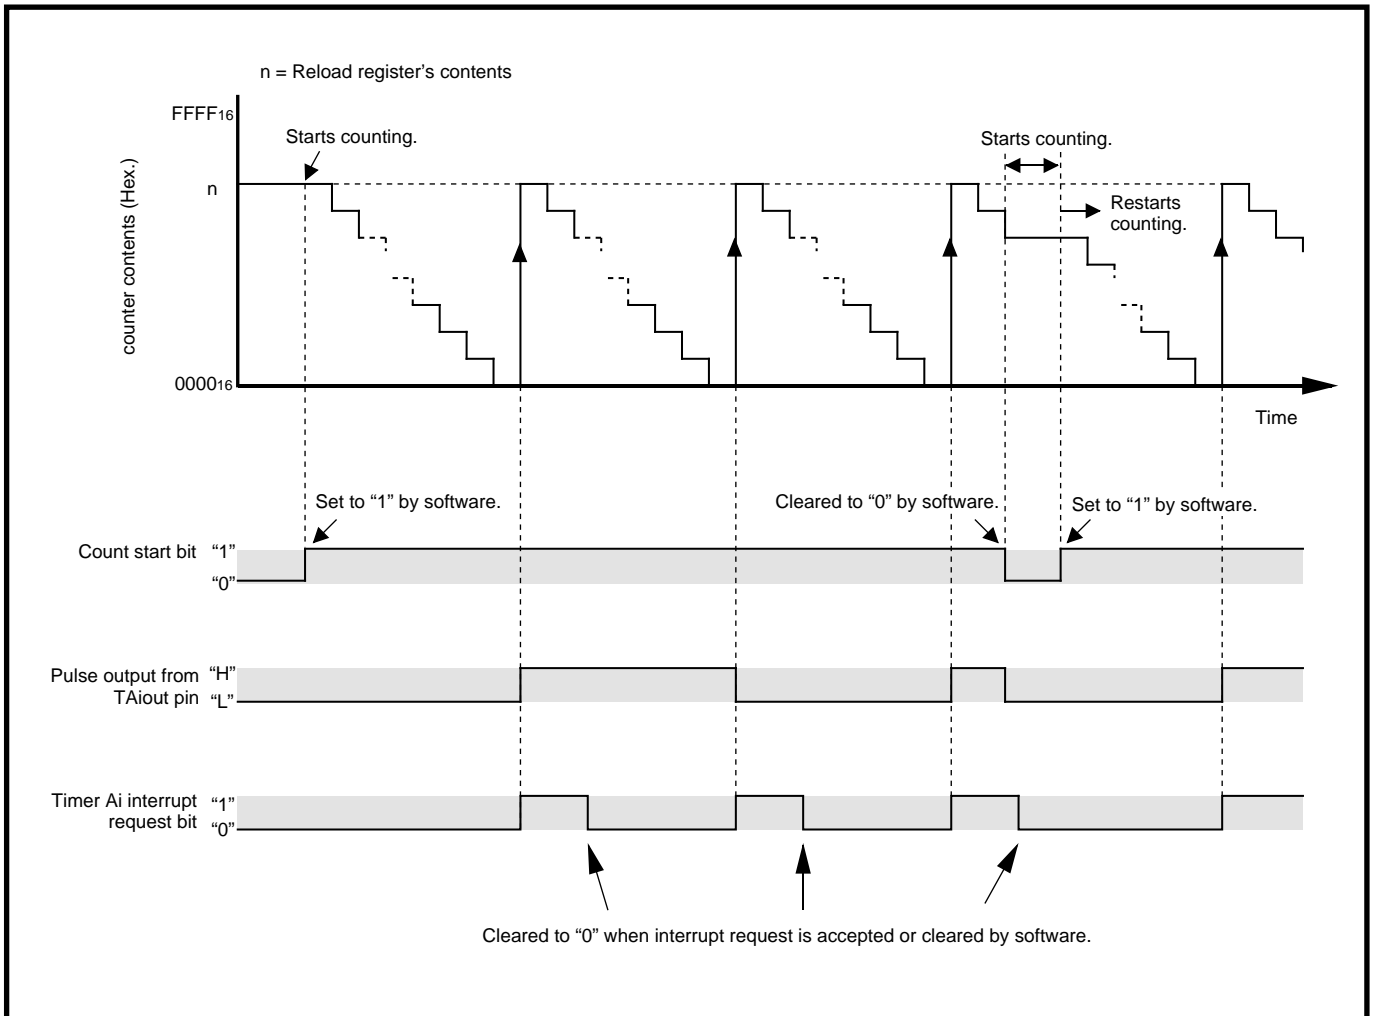 n = Reload register's contents
FFFF16
Starts counting.
Starts counting.
counter contents (Hex.)
n
Restarts
counting.
000016
Time
Set to “1” by software.
Cleared to “0” by software.
Set to “1” by software.
Count start bit “1”
“0”
Pulse output from “H”
TAiout pin “L”
Timer Ai interrupt “1”
request bit “0”
Cleared to “0” when interrupt request is accepted or cleared by software.